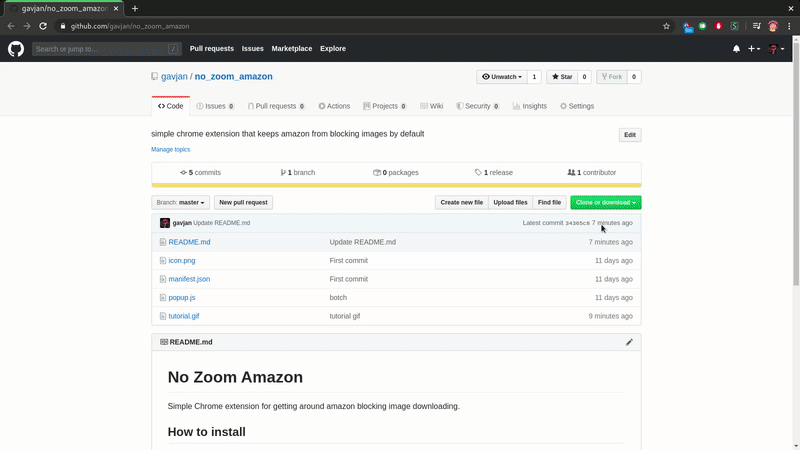 gavjan/no_zoom_amazon
github.com/gavjan/no_zoom_amazon
Search or jump to… /
Pull requests Issues Marketplace Explore
gavjan / no_zoom_amazon
Unwatch 1 Star 0 Fork 0
Code Issues 0 Pull requests 0 Actions Projects 0 Wiki Security 0 Insights Settings
simple chrome extension that keeps amazon from blocking images by default
Edit
Manage topics
5 commits 1 branch 0 packages 1 release 1 contributor
Branch: master New pull request Create new file Upload files Find file Clone or download
gavjan Update README.md Latest commit 34365c8 7 minutes ago
README.md Update README.md 7 minutes ago
icon.png First commit 11 days ago
manifest.json First commit 11 days ago
popup.js botch 11 days ago
tutorial.gif tutorial gif 9 minutes ago
README.md
No Zoom Amazon
Simple Chrome extension for getting around amazon blocking image downloading.
How to install